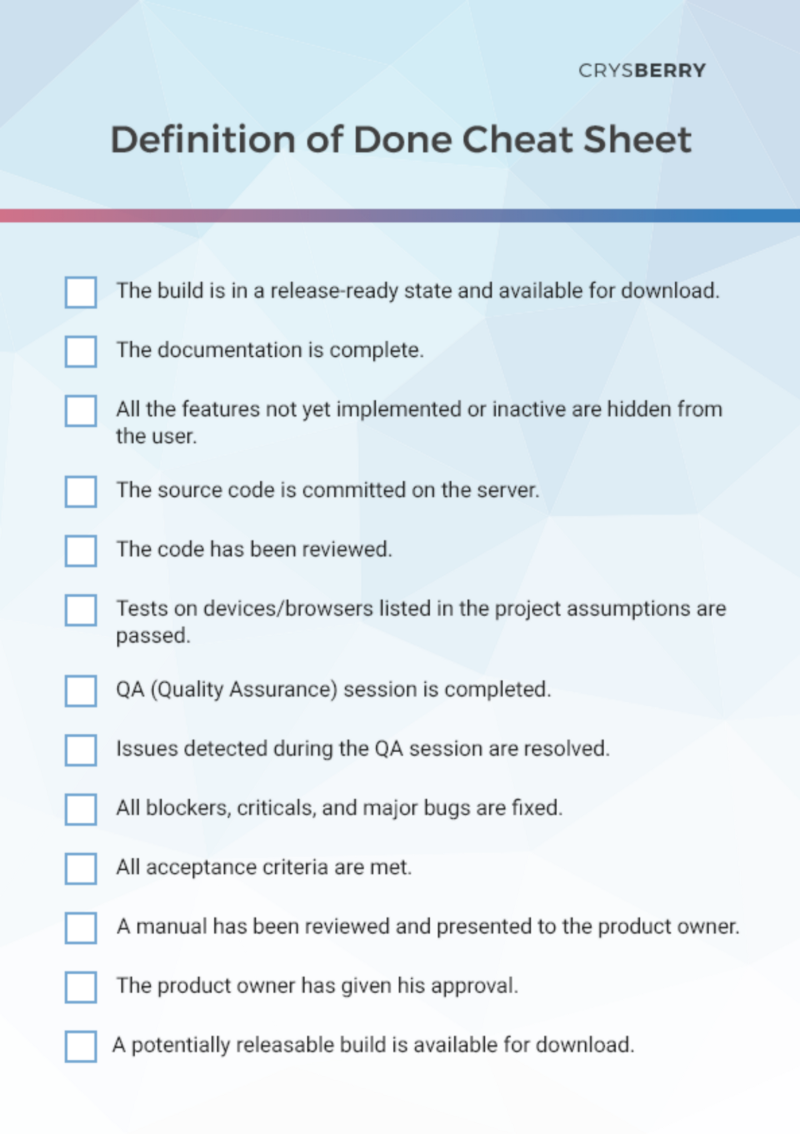 CRYSBERRY
Definition of Done Cheat Sheet
The build is in a release-ready state and available for download.
The documentation is complete.
All the features not yet implemented or inactive are hidden from
the user.
The source code is committed on the server.
The code has been reviewed.
Tests on devices/browsers listed in the project assumptions are
passed.
QA (Quality Assurance) session is completed.
Issues detected during the QA session are resolved.
All blockers, criticals, and major bugs are fixed.
All acceptance criteria are met.
A manual has been reviewed and presented to the product owner.
The product owner has given his approval.
A potentially releasable build is available for download.